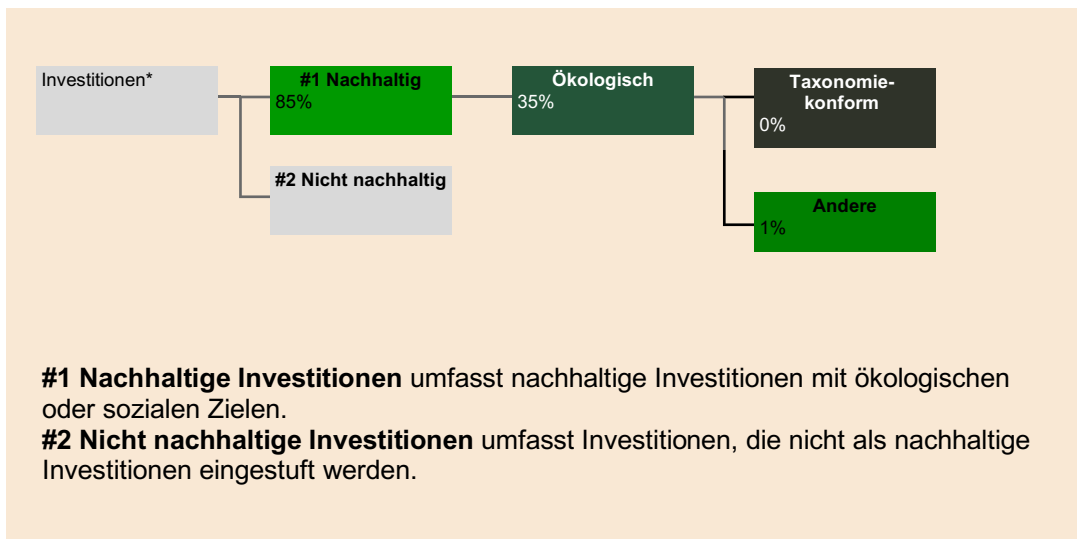 Investitionen*
#1 Nachhaltig
85%
Ökologisch
35%
Taxonomie-
konform
0%
#2 Nicht nachhaltig
Andere
1%
#1 Nachhaltige Investitionen umfasst nachhaltige Investitionen mit ökologischen
oder sozialen Zielen.
#2 Nicht nachhaltige Investitionen umfasst Investitionen, die nicht als nachhaltige
Investitionen eingestuft werden.